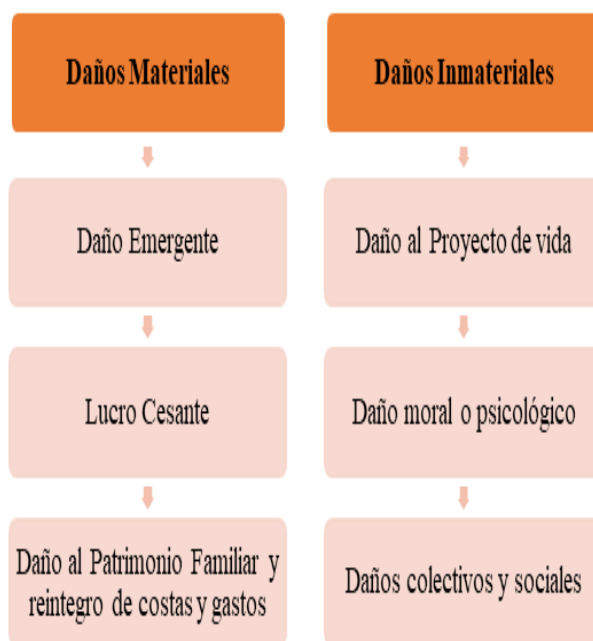 Daños Materiales
Daño Emergente
Lucro Cesante
Daño al Patrimonio Familiar y
reintegro de costas y gastos
Daños Inmateriales
Daño al Proyecto de vida
Daño moral o psicológico
Daños colectivos y sociales